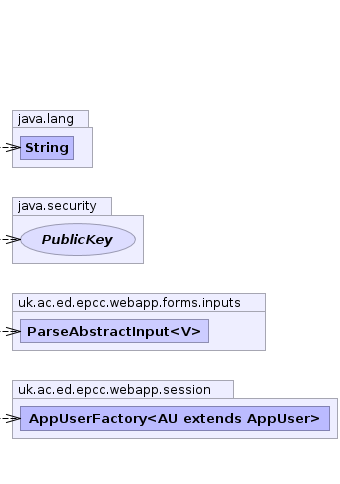 java.lang
String
java.security
PublicKey
uk.ac.ed.epcc.webapp.forms.inputs
ParseAbstractInput<V>
uk.ac.ed.epcc.webapp.session
AppUserFactory<AU extends AppUser>